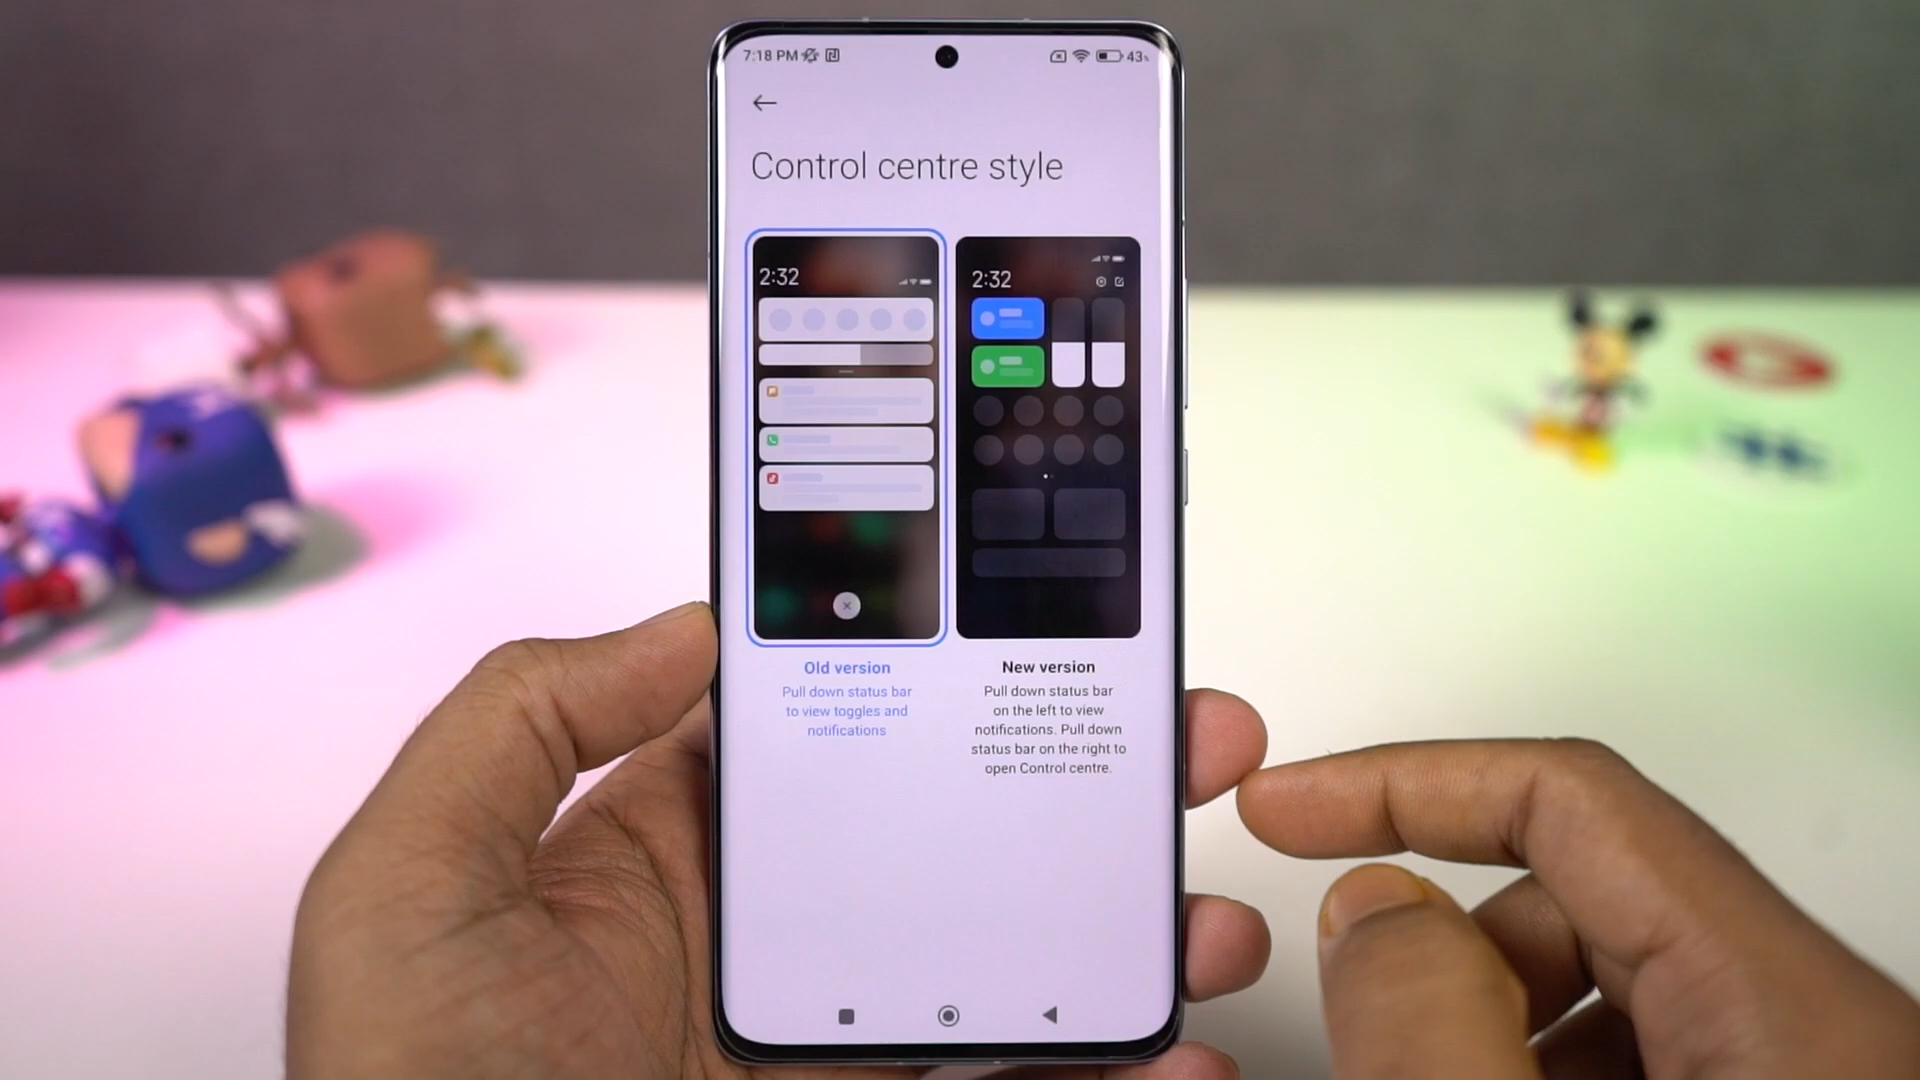 7:18 PM
43%
Control centre style
2:32
2:32
Old version
Pull down status bar
to view toggles and
notifications
New version
Pull down status bar
on the left to view
notifications. Pull down
status bar on the right to
open Control centre.